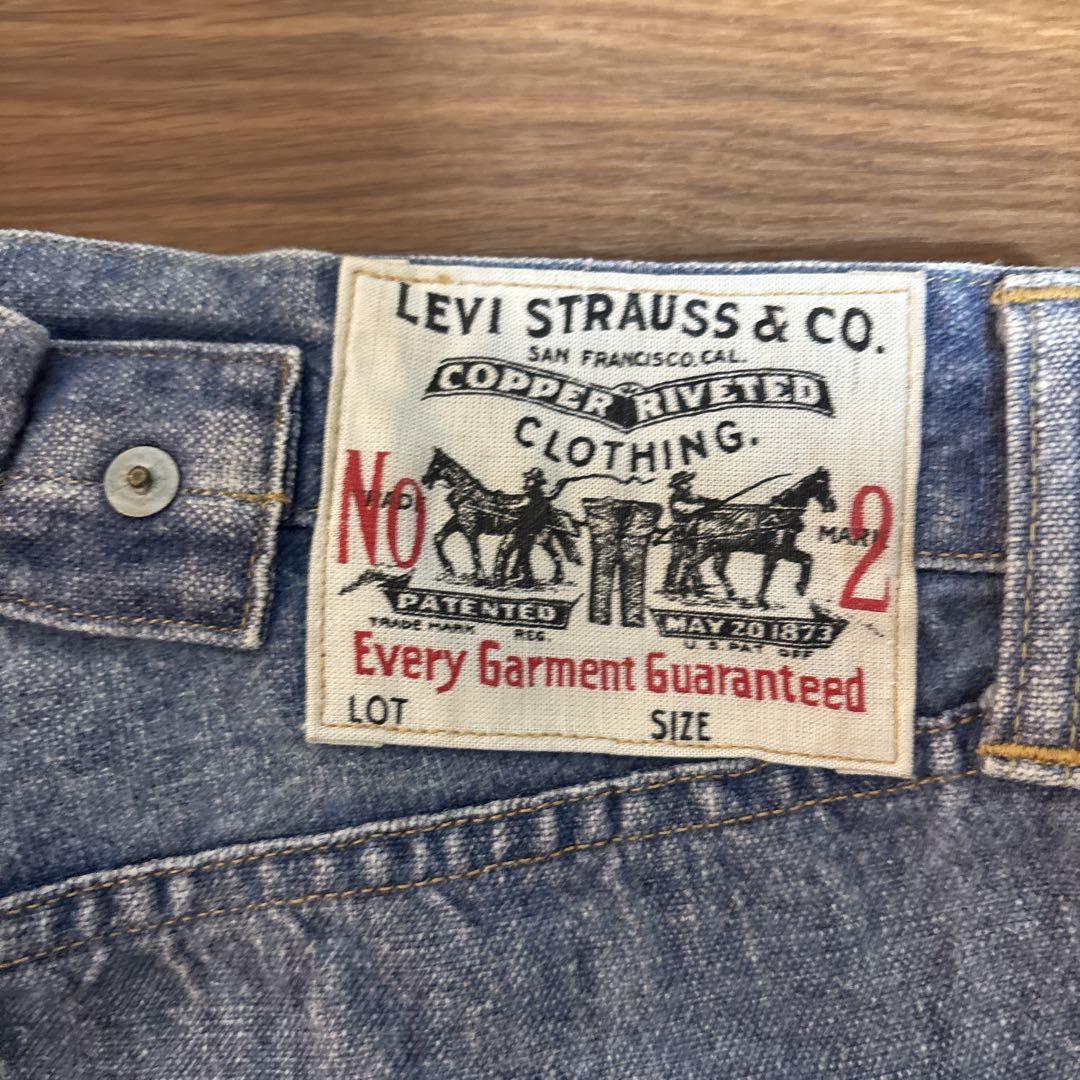 LEVI STRAUSS & CO.
SAN FRANCISCO. CAL.
COPPER RIVETED
CLOTHING.
No 2
MARK
PATENTED MAY 20 1873
TRADE MARK REG. U.S. PAT OFF
Every Garment Guaranteed
LOT SIZE